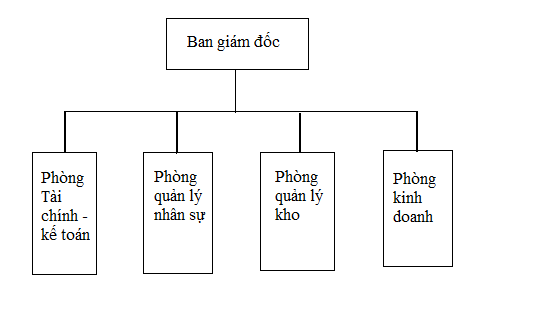 Ban giám đốc
Phòng
Tài
chính -
kế toán
Phòng
quản lý
nhân sự
Phòng
quản lý
kho
Phòng
kinh
doanh